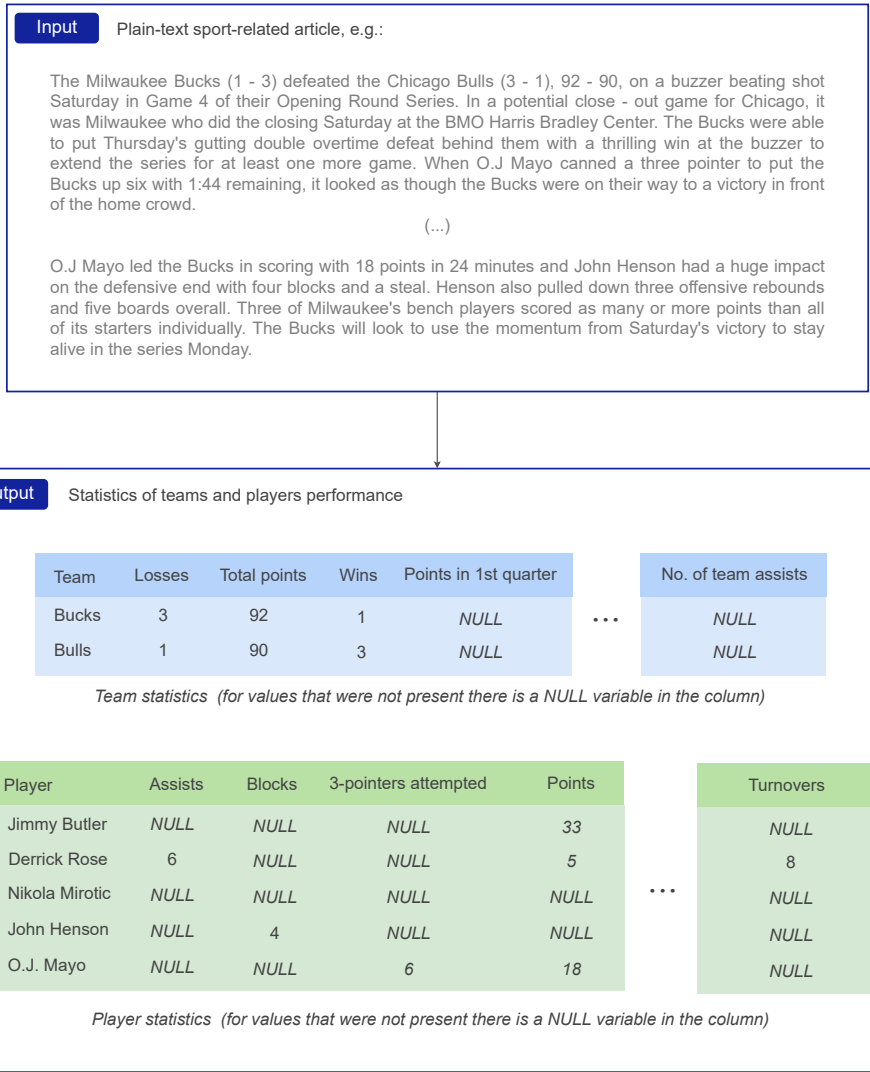 Input Plain-text sport-related article, e.g.:
The Milwaukee Bucks (1 - 3) defeated the Chicago Bulls (3 - 1), 92 - 90, on a buzzer beating shot
Saturday in Game 4 of their Opening Round Series. In a potential close - out game for Chicago, it
was Milwaukee who did the closing Saturday at the BMO Harris Bradley Center. The Bucks were able
to put Thursday's gutting double overtime defeat behind them with a thrilling win at the buzzer to
extend the series for at least one more game. When O.J Mayo canned a three pointer to put the
Bucks up six with 1:44 remaining, it looked as though the Bucks were on their way to a victory in front
of the home crowd.
(...)
O.J Mayo led the Bucks in scoring with 18 points in 24 minutes and John Henson had a huge impact
on the defensive end with four blocks and a steal. Henson also pulled down three offensive rebounds
and five boards overall. Three of Milwaukee's bench players scored as many or more points than all
of its starters individually. The Bucks will look to use the momentum from Saturday's victory to stay
alive in the series Monday.
utput Statistics of teams and players performance
Team Losses Total points Wins Points in 1st quarter No. of team assists
Bucks 3 92 1 NULL ... NULL
Bulls 1 90 3 NULL NULL
Team statistics (for values that were not present there is a NULL variable in the column)
Player Assists Blocks 3-pointers attempted Points Turnovers
Jimmy Butler NULL NULL NULL 33 NULL
Derrick Rose 6 NULL NULL 5 8
Nikola Mirotic NULL NULL NULL NULL ... NULL
John Henson NULL 4 NULL NULL NULL
O.J. Mayo NULL NULL 6 18 NULL
Player statistics (for values that were not present there is a NULL variable in the column)